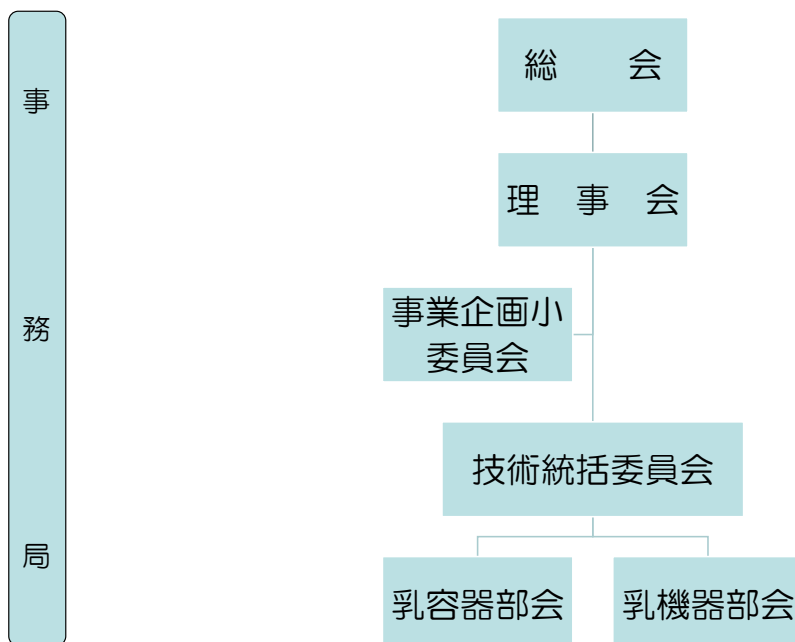 事務局
総　会
理　事　会
事業企画小
委員会
技術統括委員会
乳容器部会
乳機器部会